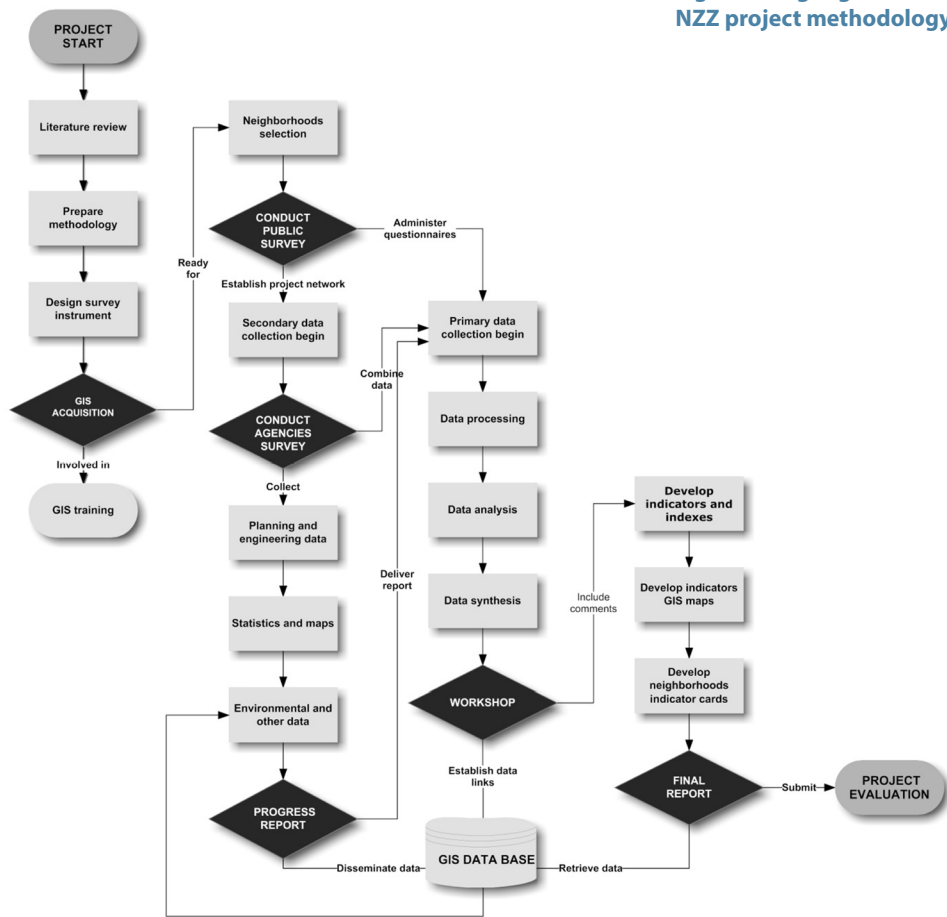 NZZ project methodology
PROJECT
START
Literature review
Prepare
methodology
Design survey
instrument
GIS
ACQUISITION
Involved in
GIS training
Ready
for
Neighborhoods
selection
CONDUCT
PUBLIC
SURVEY
Administer
questionnaires
Establish project network
Secondary data
collection begin
CONDUCT
AGENCIES
SURVEY
Combine
data
Collect
Planning and
engineering data
Statistics and maps
Environmental and
other data
PROGRESS
REPORT
Deliver
report
Disseminate data
Primary data
collection begin
Data processing
Data analysis
Data synthesis
WORKSHOP
Include
comments
Establish data
links
GIS DATA BASE
Retrieve data
Develop
indicators and
indexes
Develop indicators
GIS maps
Develop
neighborhoods
indicator cards
FINAL
REPORT
Submit
PROJECT
EVALUATION